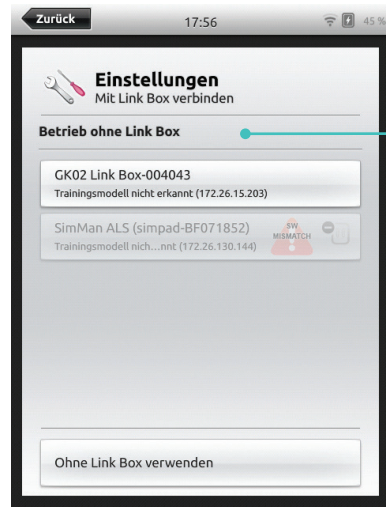 Zurück
17:56
45 %
Einstellungen
Mit Link Box verbinden
Betrieb ohne Link Box
GK02 Link Box-004043
Trainingsmodell nicht erkannt (172.26.15.203)
SimMan ALS (simpad-BF071852)
Trainingsmodell nich...nnt (172.26.130.144)
SW
MISMATCH
Ohne Link Box verwenden